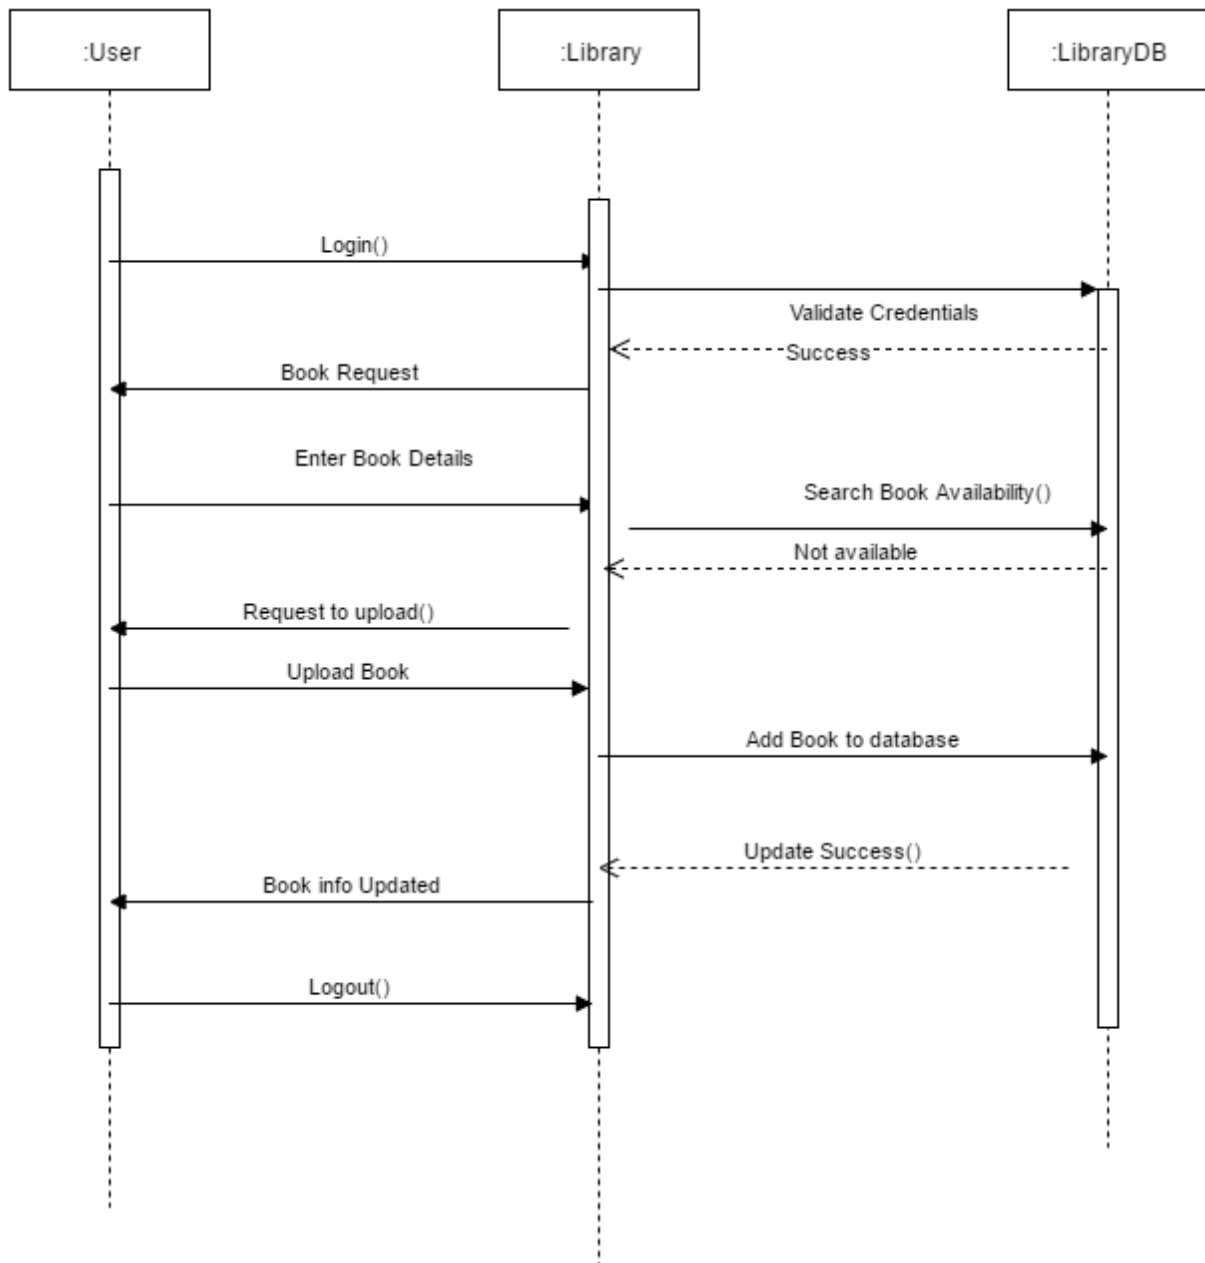 :User
:Library
:LibraryDB
Login()
Validate Credentials
Success
Book Request
Enter Book Details
Search Book Availability()
Not available
Request to upload()
Upload Book
Add Book to database
Update Success()
Book info Updated
Logout()